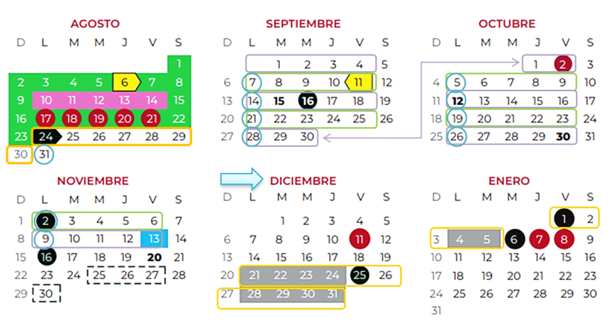 AGOSTO
D L M M J V S
1
2 3 4 5 6 7 8
9 10 11 12 13 14 15
16 17 18 19 20 21 22
23 24 25 26 27 28 29
30 31
SEPTIEMBRE
D L M M J V S
1 2 3 4 5
6 7 8 9 10 11 12
13 14 15 16 17 18 19
20 21 22 23 24 25 26
27 28 29 30
OCTUBRE
D L M M J V S
1 2 3
4 5 6 7 8 9 10
11 12 13 14 15 16 17
18 19 20 21 22 23 24
25 26 27 28 29 30 31
NOVIEMBRE
D L M M J V S
1 2 3 4 5 6 7
8 9 10 11 12 13 14
15 16 17 18 19 20 21
22 23 24 25 26 27 28
29 30
DICIEMBRE
D L M M J V S
1 2 3 4 5
6 7 8 9 10 11 12
13 14 15 16 17 18 19
20 21 22 23 24 25 26
27 28 29 30 31
ENERO
D L M M J V S
1 2
3 4 5 6 7 8 9
10 11 12 13 14 15 16
17 18 19 20 21 22 23
24 25 26 27 28 29 30
31